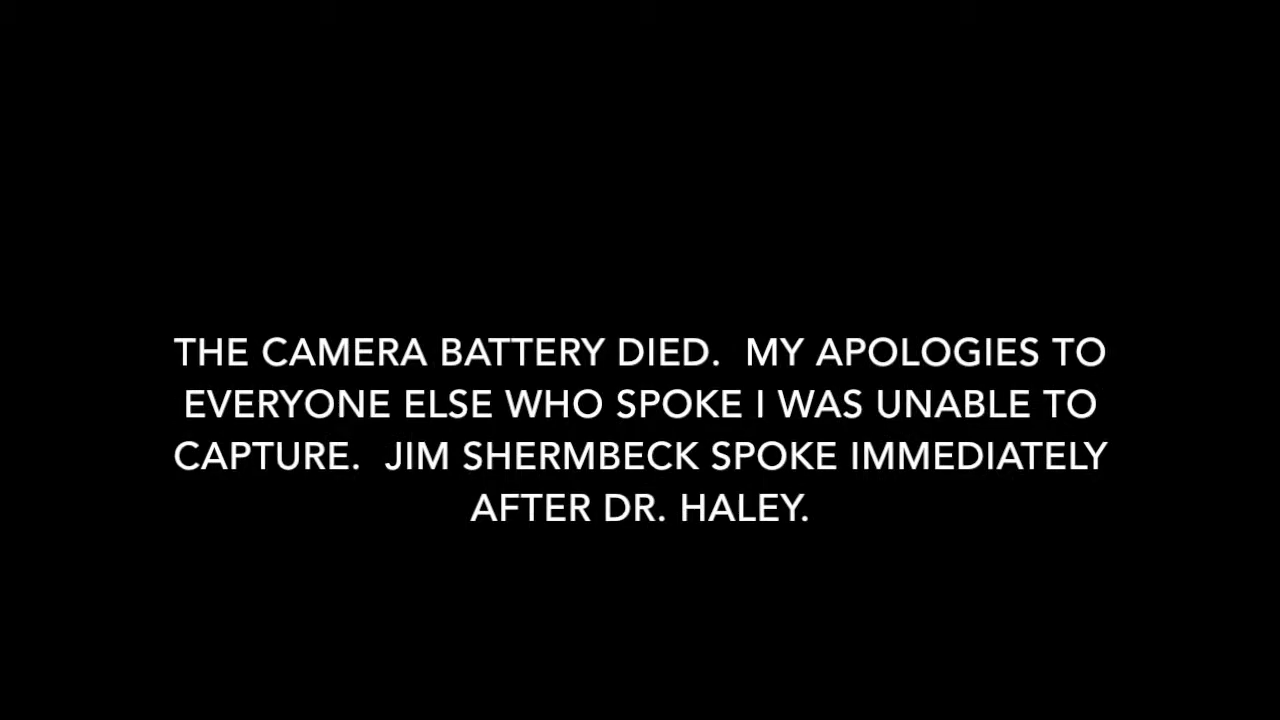 THE CAMERA BATTERY DIED.  MY APOLOGIES TO
EVERYONE ELSE WHO SPOKE I WAS UNABLE TO
CAPTURE.  JIM SHERMBECK SPOKE IMMEDIATELY
AFTER DR. HALEY.